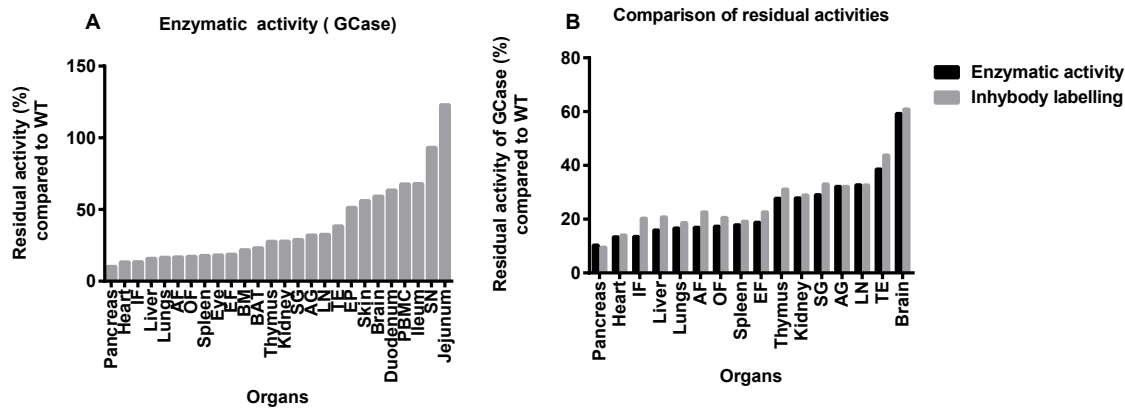 A
Enzymatic activity ( GCase)
Residual activity (%)
compared to WT
150
100
50
0
Pancreas
Heart
IF
Liver
Lungs
AF
OF
Spleen
Eye
EF
BM
BAT
Thymus
Kidney
SG
AG
LN
TE
EP
Skin
Brain
Duodenum
PBMC
Ileum
SN
Jejunum
Organs
B
Comparison of residual activities
Residual activity of GCase (%)
compared to WT
80
60
40
20
0
Pancreas
Heart
IF
Liver
Lungs
AF
OF
Spleen
EF
Thymus
Kidney
SG
AG
LN
TE
Brain
Organs
Enzymatic activity
Inhybody labelling